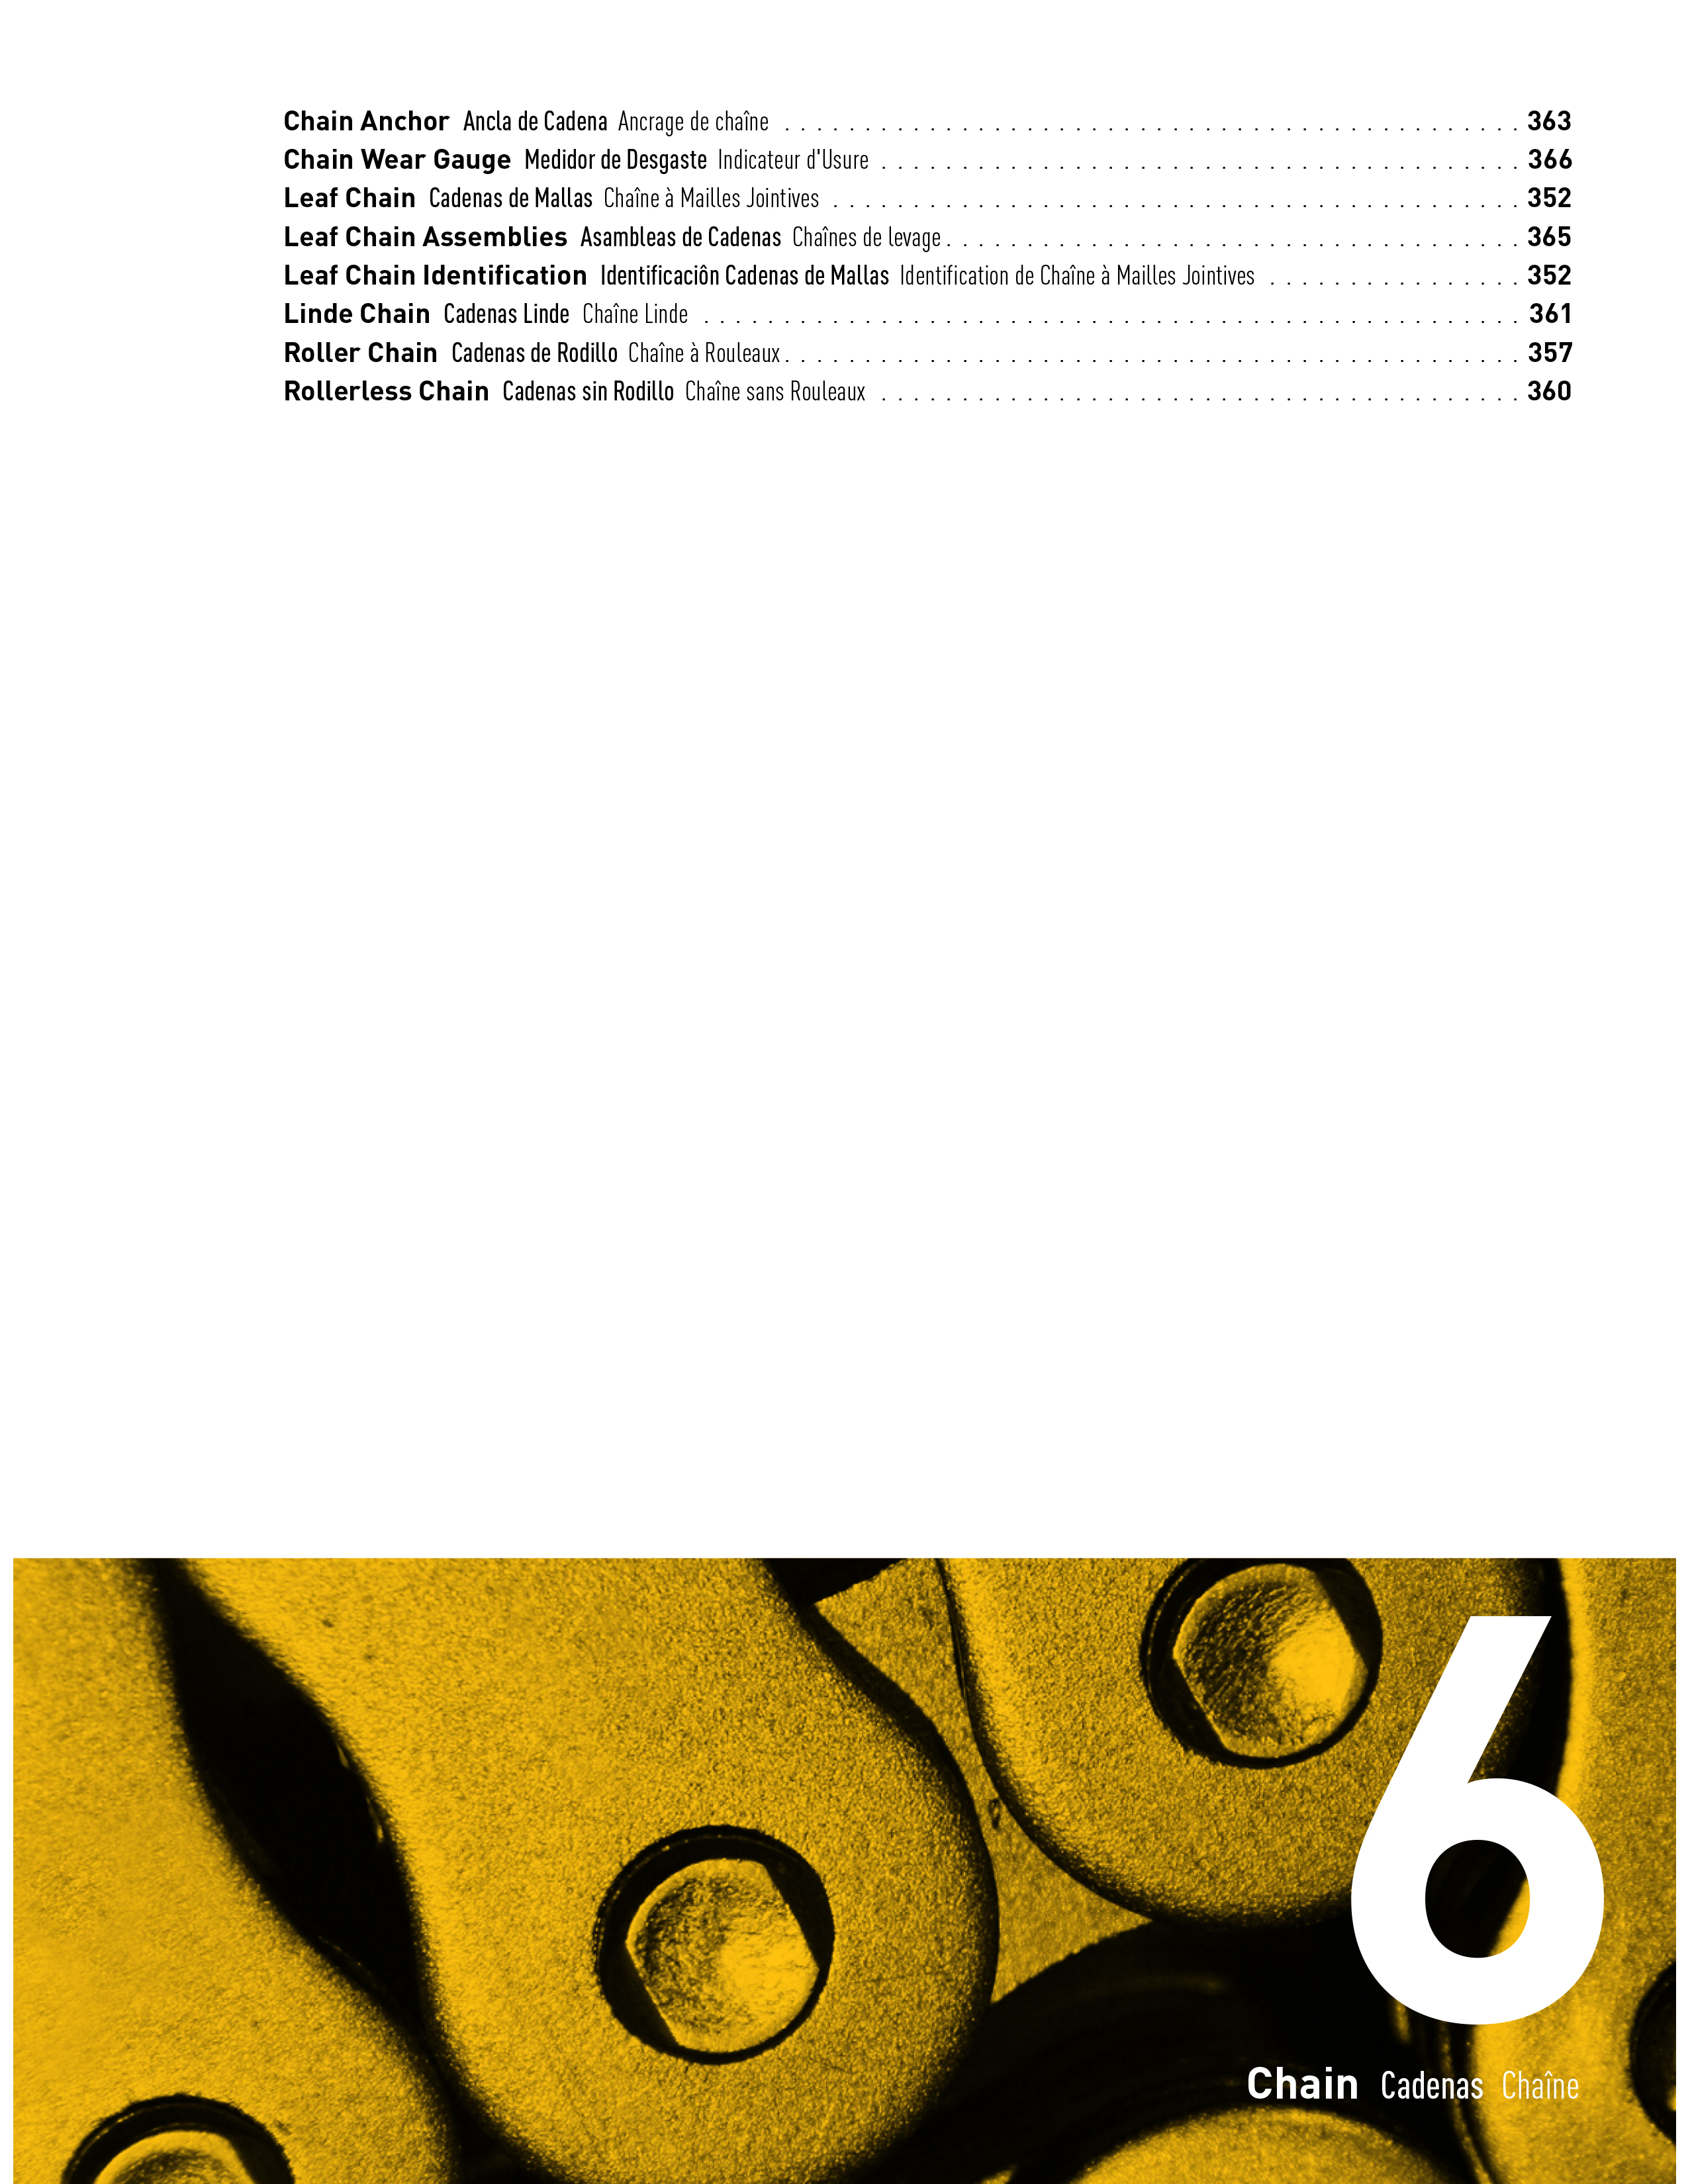 Chain Anchor Ancla de Cadena Ancrage de chaîne . . . . . . . . . . . . . . . . . . . . . . . . . . . . . . . . . . . . . . . . . . . . . . 363
Chain Wear Gauge Medidor de Desgaste Indicateur d'Usure . . . . . . . . . . . . . . . . . . . . . . . . . . . . . . . . . . . . . . . . 366
Leaf Chain Cadenas de Mallas Chaîne à Mailles Jointives . . . . . . . . . . . . . . . . . . . . . . . . . . . . . . . . . . . . . . . . . . . 352
Leaf Chain Assemblies Asambleas de Cadenas Chaînes de levage . . . . . . . . . . . . . . . . . . . . . . . . . . . . . . . . . . . . 365
Leaf Chain Identification Identificaciôn Cadenas de Mallas Identification de Chaîne à Mailles Jointives . . . . . . . . . . . . . . . . 352
Linde Chain Cadenas Linde Chaîne Linde . . . . . . . . . . . . . . . . . . . . . . . . . . . . . . . . . . . . . . . . . . . . . . . . . . . 361
Roller Chain Cadenas de Rodillo Chaîne à Rouleaux . . . . . . . . . . . . . . . . . . . . . . . . . . . . . . . . . . . . . . . . . . . . . . 357
Rollerless Chain Cadenas sin Rodillo Chaîne sans Rouleaux . . . . . . . . . . . . . . . . . . . . . . . . . . . . . . . . . . . . . . . . 360
6
Chain Cadenas Chaîne